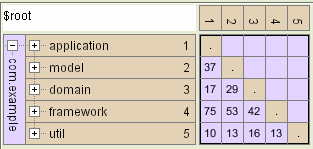 $root
1 2 3 4 5
com.example
application 1 .
model 2 37 .
domain 3 17 29 .
framework 4 75 53 42 .
util 5 10 13 16 13 .